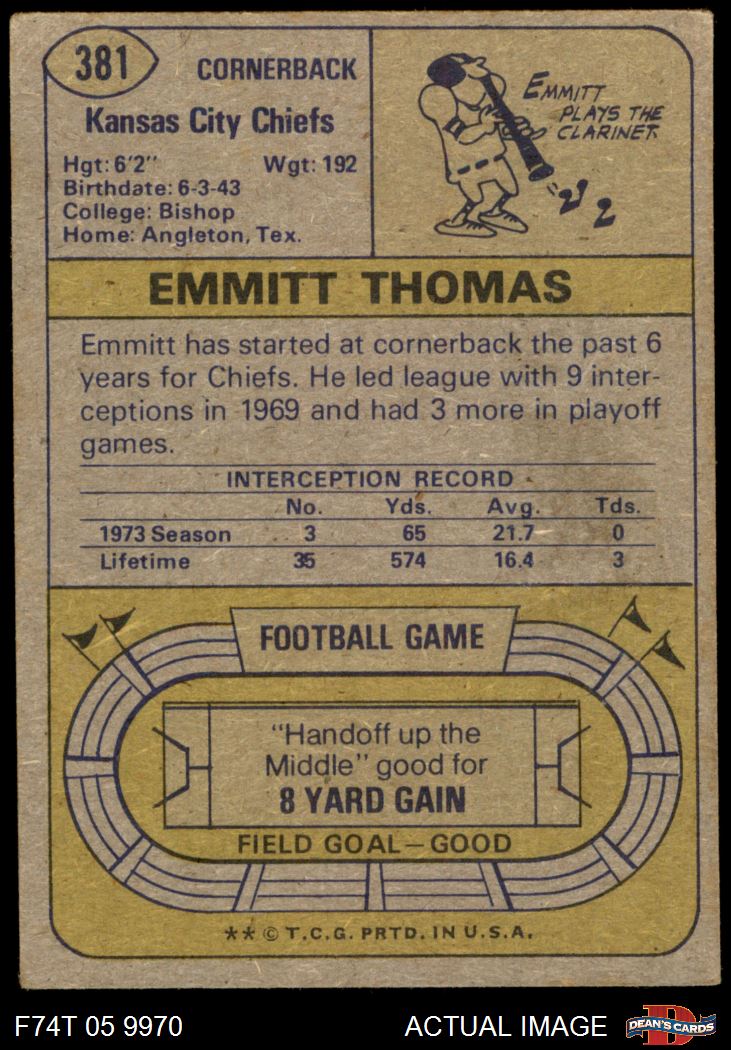 381
CORNERBACK
Kansas City Chiefs
Hgt: 6'2" Wgt: 192
Birthdate: 6-3-43
College: Bishop
Home: Angleton, Tex.
EMMITT
PLAYS THE
CLARINET.
EMMITT THOMAS
Emmitt has started at cornerback the past 6
years for Chiefs. He led league with 9 inter-
ceptions in 1969 and had 3 more in playoff
games.
INTERCEPTION RECORD
No. Yds. Avg. Tds.
1973 Season 3 65 21.7 0
Lifetime 35 574 16.4 3
FOOTBALL GAME
"Handoff up the
Middle" good for
8 YARD GAIN
FIELD GOAL—GOOD
** © T.C.G. PRTD. IN U.S.A.
F74T 05 9970 ACTUAL IMAGE
D
DEAN'S CARDS